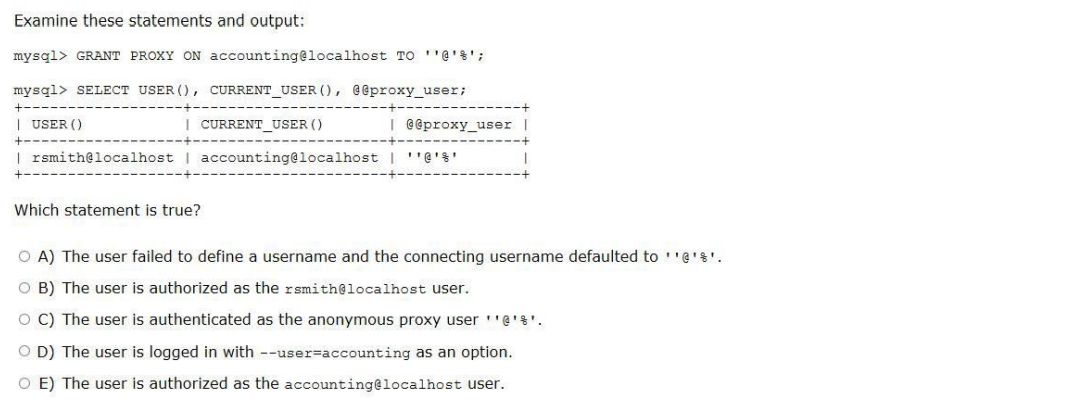 Examine these statements and output:
mysql> GRANT PROXY ON accounting@localhost TO ''@'%';
mysql> SELECT USER(), CURRENT_USER(), @@proxy_user;
+------------------+----------------------+--------------+
| USER() | CURRENT_USER() | @@proxy_user |
+------------------+----------------------+--------------+
| rsmith@localhost | accounting@localhost | ''@'%' |
+------------------+----------------------+--------------+
Which statement is true?
A) The user failed to define a username and the connecting username defaulted to ''@'%'.
B) The user is authorized as the rsmith@localhost user.
C) The user is authenticated as the anonymous proxy user ''@'%'.
D) The user is logged in with --user=accounting as an option.
E) The user is authorized as the accounting@localhost user.